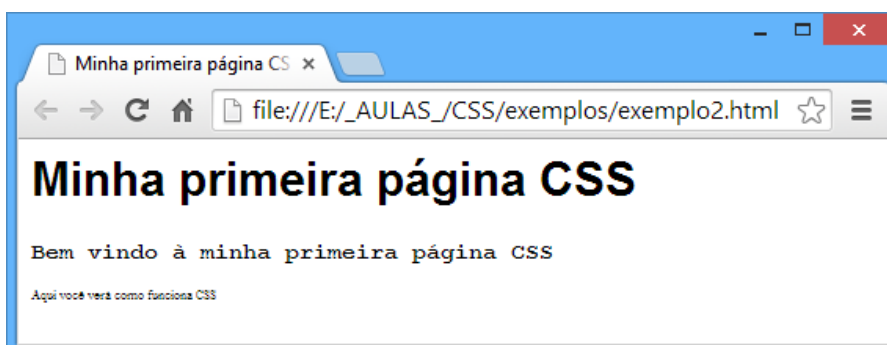 Minha primeira página CS
file:///E:/_AULAS_/CSS/exemplos/exemplo2.html
Minha primeira página CSS
Bem vindo à minha primeira página CSS
Aqui você verá como funciona CSS